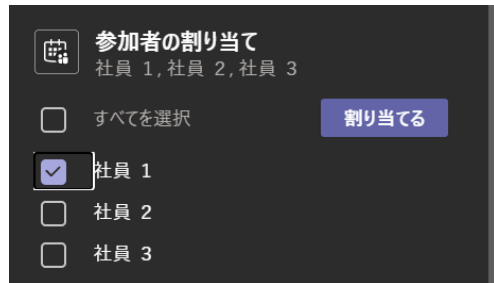 参加者の割り当て
社員 1, 社員 2, 社員 3
すべてを選択
割り当てる
社員 1
社員 2
社員 3